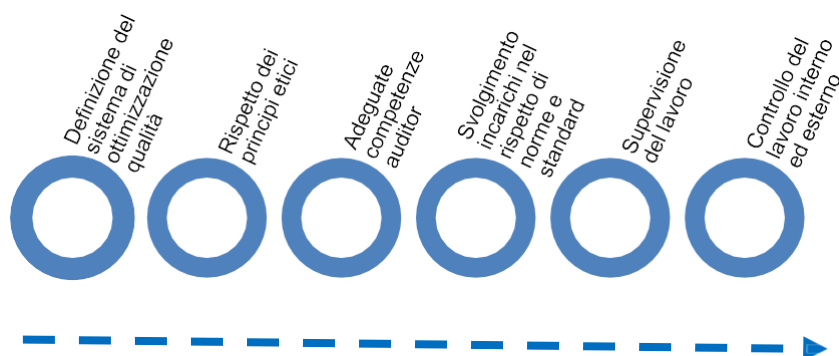 Definizione del
sistema di
ottimizzazione
qualità
Rispetto dei
principi etici
Adeguate
competenze
auditor
Svolgimento
incarichi nel
rispetto di
norme e
standard
Supervisione
del lavoro
Controllo del
lavoro interno
ed esterno